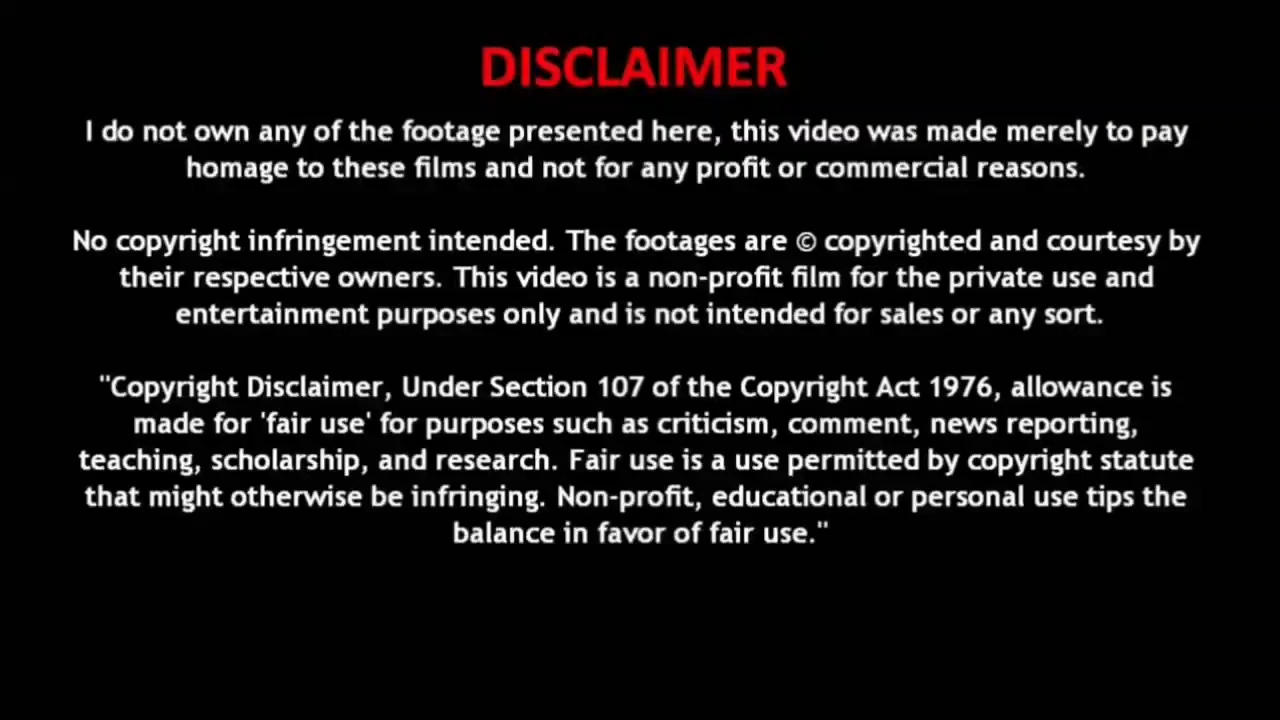 DISCLAIMER
I do not own any of the footage presented here, this video was made merely to pay
homage to these films and not for any profit or commercial reasons.
No copyright infringement intended. The footages are © copyrighted and courtesy by
their respective owners. This video is a non-profit film for the private use and
entertainment purposes only and is not intended for sales or any sort.
"Copyright Disclaimer, Under Section 107 of the Copyright Act 1976, allowance is
made for 'fair use' for purposes such as criticism, comment, news reporting,
teaching, scholarship, and research. Fair use is a use permitted by copyright statute
that might otherwise be infringing. Non-profit, educational or personal use tips the
balance in favor of fair use."